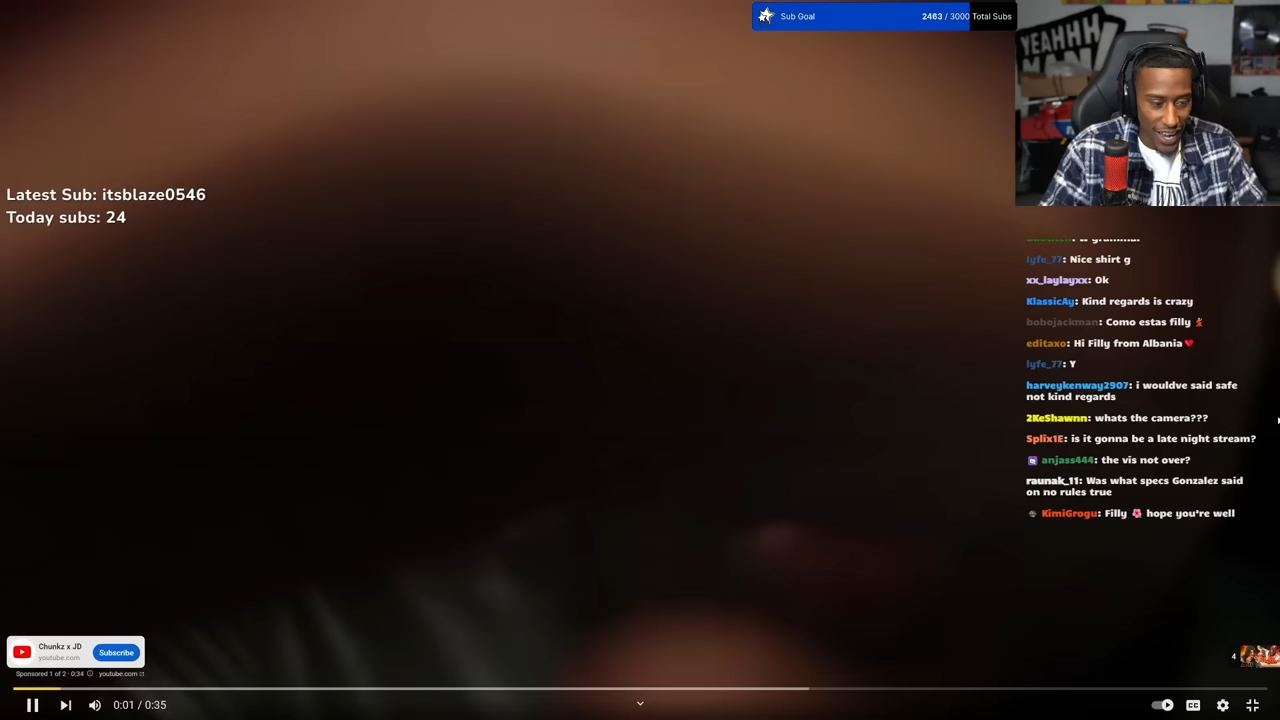 Sub Goal
2463 / 3000 Total Subs
YEAHHH
MAN
Latest Sub: itsblaze0546
Today subs: 24
lyfe_77: Nice shirt g
xx_laylayxx: Ok
KlassicAy: Kind regards is crazy
bobojackman: Como estas filly 💃
editaxo: Hi Filly from Albania❤️
lyfe_77: Y
harveykenway2907: i wouldve said safe
not kind regards
2KeShawnn: whats the camera???
Splix1E: is it gonna be a late night stream?
anjass444: the vis not over?
raunak_11: Was what specs Gonzalez said
on no rules true
KimiGrogu: Filly 🌺 hope you're well
Chunkz x JD
youtube.com
Subscribe
Sponsored 1 of 2 · 0:34
youtube.com
4
0:01 / 0:35
CC